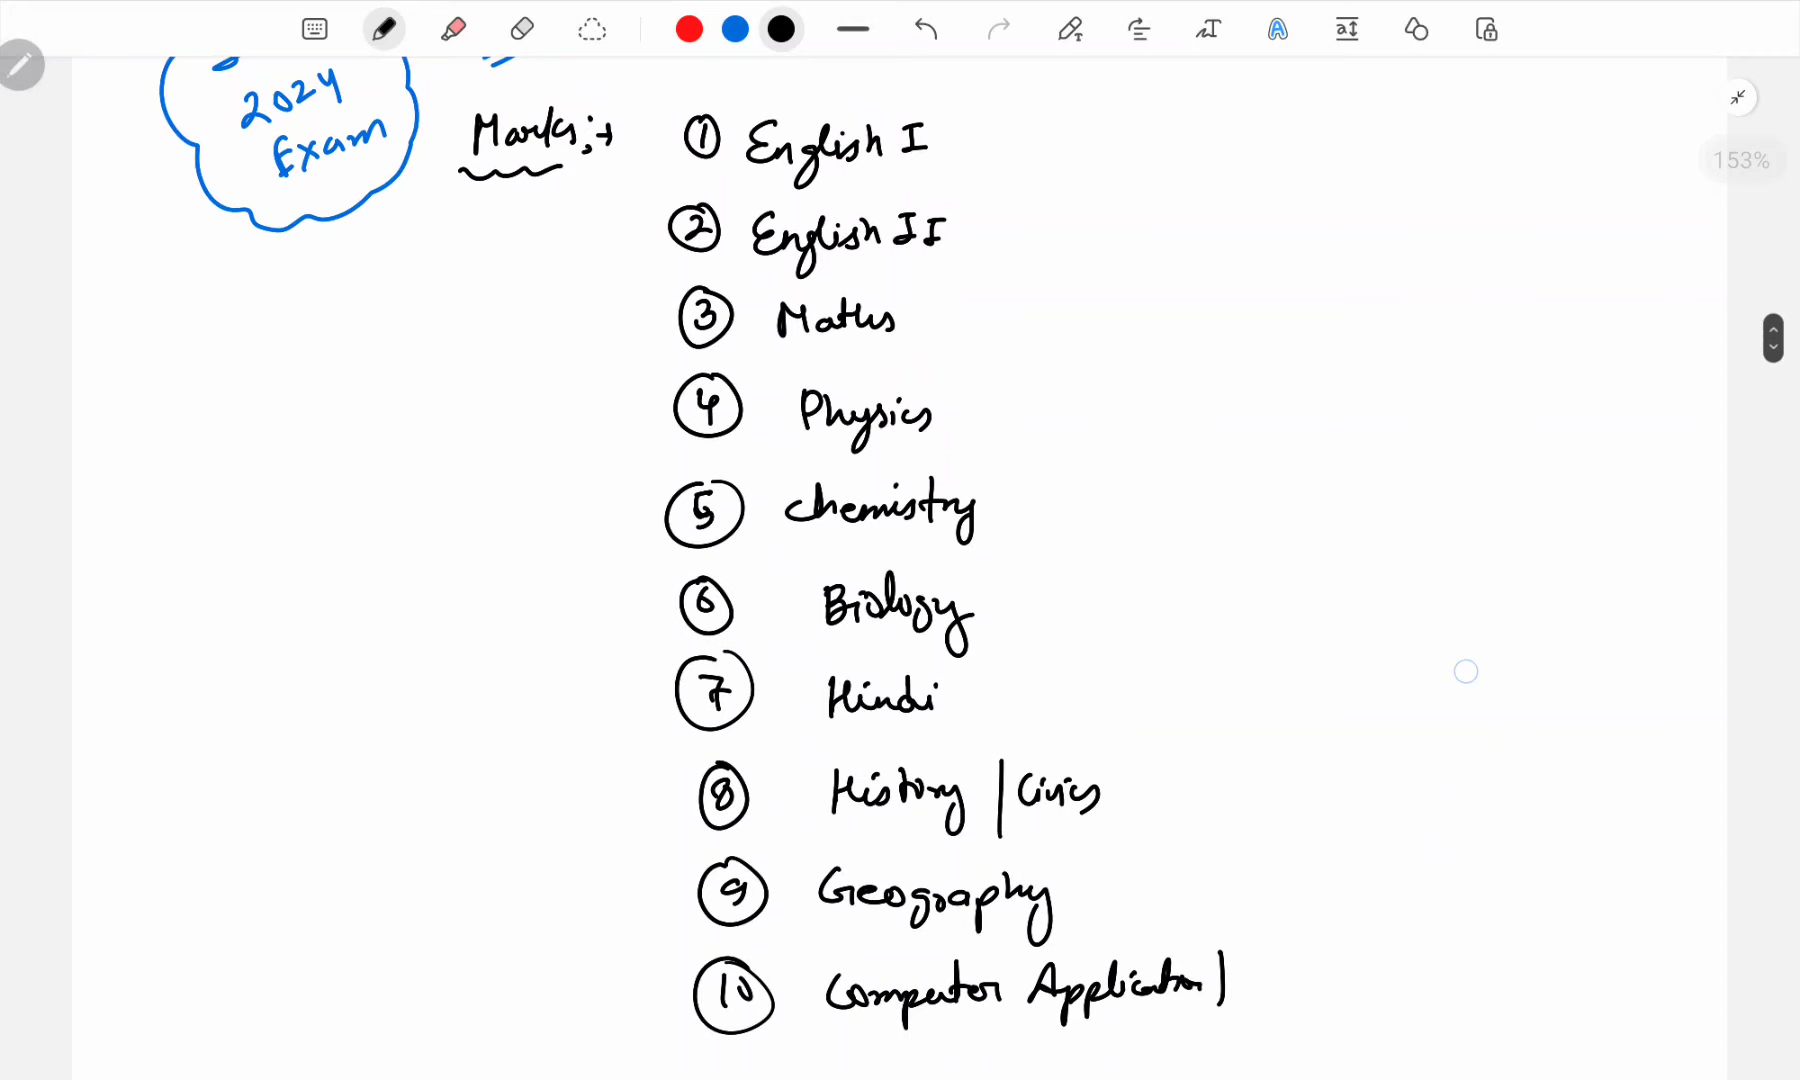 153%
2024
Exam
Marks:→
① English I
② English II
③ Maths
④ Physics
⑤ Chemistry
⑥ Biology
⑦ Hindi
⑧ History | Civics
⑨ Geography
⑩ Computer Application |